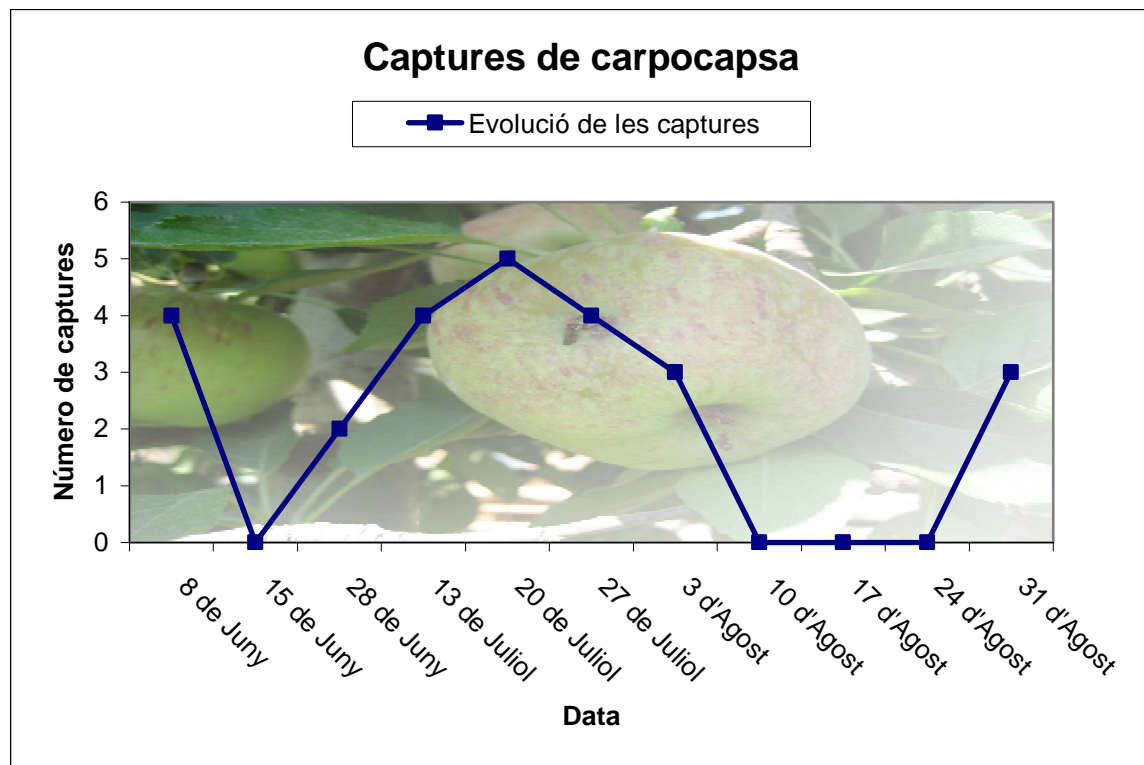 Captures de carpocapsa
Evolució de les captures
6
5
4
3
2
1
0
Número de captures
8 de Juny
15 de Juny
28 de Juny
13 de Juliol
20 de Juliol
27 de Juliol
3 d'Agost
10 d'Agost
17 d'Agost
24 d'Agost
31 d'Agost
Data